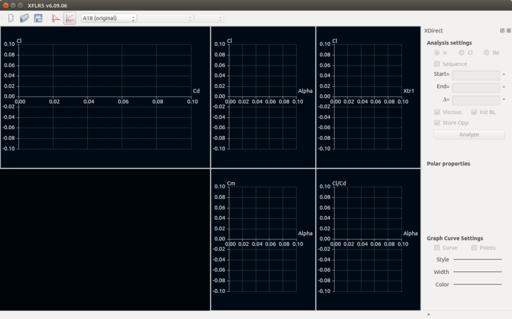 XFLR5 v6.09.06
A18 (original)
XDirect
Analysis settings
α Cl Re
Sequence
Start=
End=
Δ=
Viscous Init BL
Store Opp
Analyze
Polar properties
Graph Curve Settings
Curve Points
Style
Width
Color
Cl
0.10
0.08
0.06
0.04
0.02
0.00
-0.02
-0.04
-0.06
-0.08
-0.10
0.00 0.02 0.04 0.06 0.08 0.10
Cd
Cl
0.10
0.08
0.06
0.04
0.02
0.00
-0.02
-0.04
-0.06
-0.08
-0.10
0.00 0.02 0.04 0.06 0.08 0.10
Alpha
Cl
0.10
0.08
0.06
0.04
0.02
0.00
-0.02
-0.04
-0.06
-0.08
-0.10
0.00 0.02 0.04 0.06 0.08 0.10
Xtr1
Cm
0.10
0.08
0.06
0.04
0.02
0.00
-0.02
-0.04
-0.06
-0.08
-0.10
0.00 0.02 0.04 0.06 0.08 0.10
Alpha
Cl/Cd
0.10
0.08
0.06
0.04
0.02
0.00
-0.02
-0.04
-0.06
-0.08
-0.10
0.00 0.02 0.04 0.06 0.08 0.10
Alpha